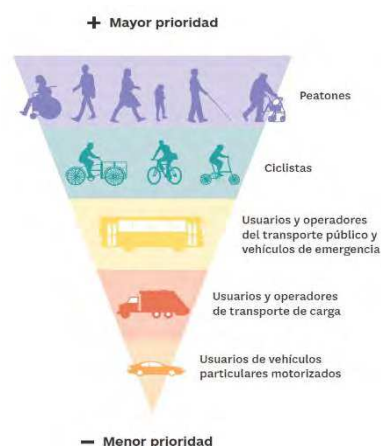 + Mayor prioridad
Peatones
Ciclistas
Usuarios y operadores
del transporte público y
vehículos de emergencia
Usuarios y operadores
de transporte de carga
Usuarios de vehículos
particulares motorizados
− Menor prioridad